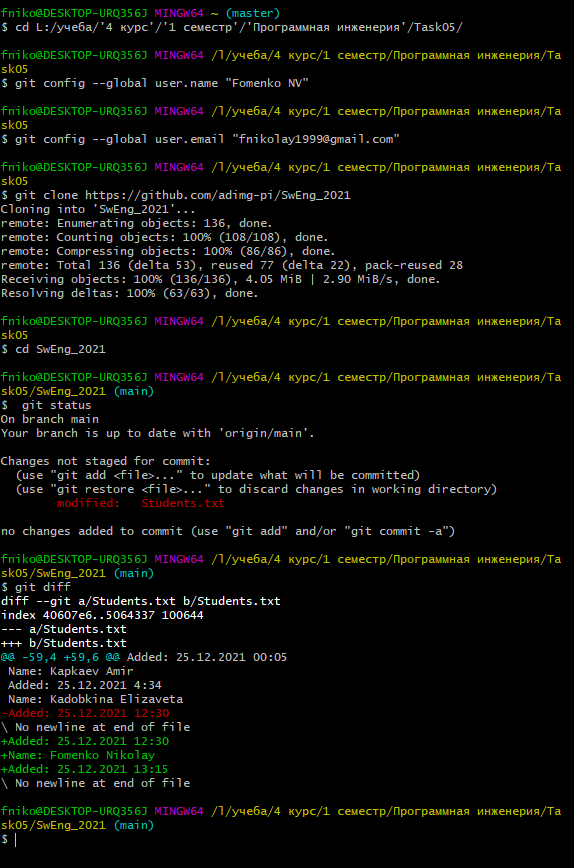 fniko@DESKTOP-URQ356J MINGW64 ~ (master)
$ cd L:/учеба/'4 курс'/'1 семестр'/'Программная инженерия'/Task05/

fniko@DESKTOP-URQ356J MINGW64 /l/учеба/4 курс/1 семестр/Программная инженерия/Ta
sk05
$ git config --global user.name "Fomenko NV"

fniko@DESKTOP-URQ356J MINGW64 /l/учеба/4 курс/1 семестр/Программная инженерия/Ta
sk05
$ git config --global user.email "fnikolay1999@gmail.com"

fniko@DESKTOP-URQ356J MINGW64 /l/учеба/4 курс/1 семестр/Программная инженерия/Ta
sk05
$ git clone https://github.com/adimg-pi/SwEng_2021
Cloning into 'SwEng_2021'...
remote: Enumerating objects: 136, done.
remote: Counting objects: 100% (108/108), done.
remote: Compressing objects: 100% (86/86), done.
remote: Total 136 (delta 53), reused 77 (delta 22), pack-reused 28
Receiving objects: 100% (136/136), 4.05 MiB | 2.90 MiB/s, done.
Resolving deltas: 100% (63/63), done.

fniko@DESKTOP-URQ356J MINGW64 /l/учеба/4 курс/1 семестр/Программная инженерия/Ta
sk05
$ cd SwEng_2021

fniko@DESKTOP-URQ356J MINGW64 /l/учеба/4 курс/1 семестр/Программная инженерия/Ta
sk05/SwEng_2021 (main)
$  git status
On branch main
Your branch is up to date with 'origin/main'.

Changes not staged for commit:
  (use "git add <file>..." to update what will be committed)
  (use "git restore <file>..." to discard changes in working directory)
        modified:   Students.txt

no changes added to commit (use "git add" and/or "git commit -a")

fniko@DESKTOP-URQ356J MINGW64 /l/учеба/4 курс/1 семестр/Программная инженерия/Ta
sk05/SwEng_2021 (main)
$ git diff
diff --git a/Students.txt b/Students.txt
index 40607e6..5064337 100644
--- a/Students.txt
+++ b/Students.txt
@@ -59,4 +59,6 @@ Added: 25.12.2021 00:05
 Name: Kapkaev Amir
 Added: 25.12.2021 4:34
 Name: Kadobkina Elizaveta
-Added: 25.12.2021 12:30
\ No newline at end of file
+Added: 25.12.2021 12:30
+Name: Fomenko Nikolay
+Added: 25.12.2021 13:15
\ No newline at end of file

fniko@DESKTOP-URQ356J MINGW64 /l/учеба/4 курс/1 семестр/Программная инженерия/Ta
sk05/SwEng_2021 (main)
$